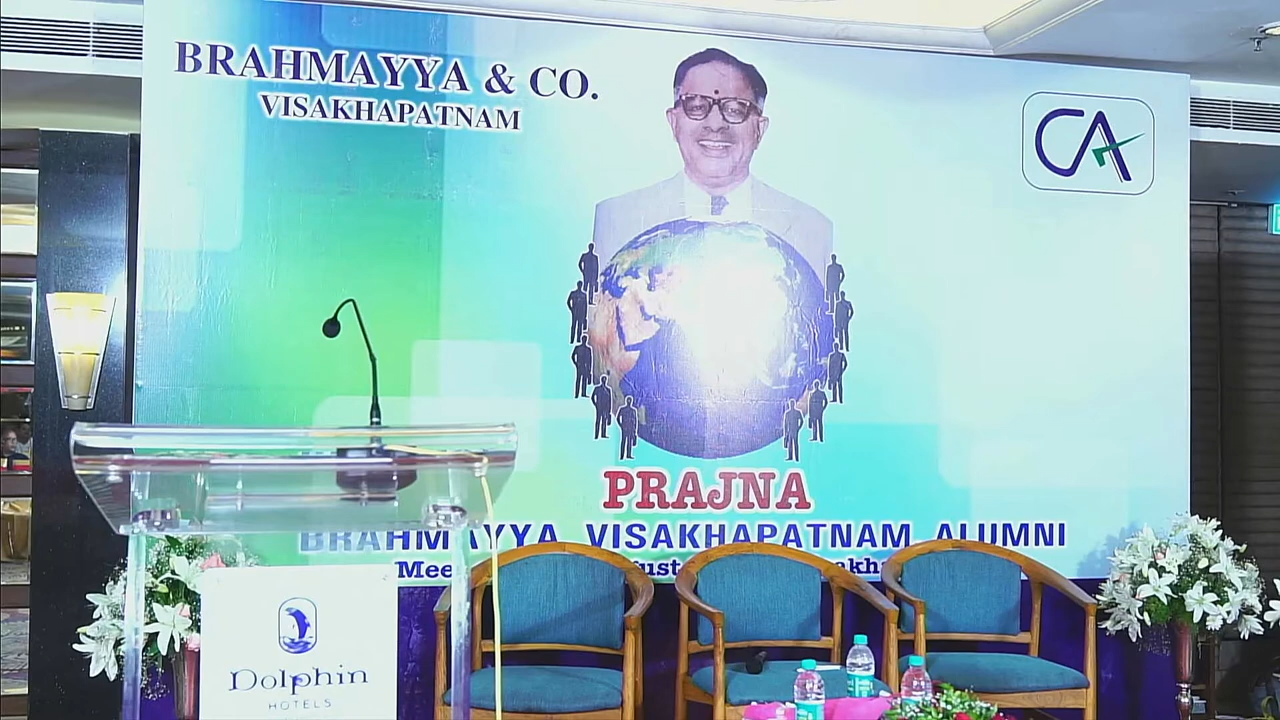 BRAHMAYYA & CO.
VISAKHAPATNAM
CA
PRAJNA
BRAHMAYYA VISAKHAPATNAM ALUMNI
Dolphin
HOTELS